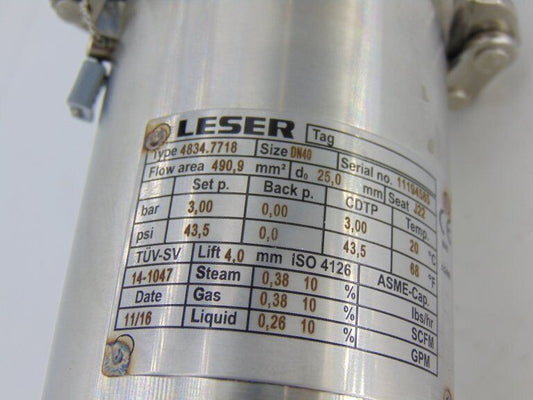 LESER Tag
Type 4834.7718 Size DN40 Serial no. 11194580
Flow area 490,9 mm² d₀ 25,0 mm Seat J22
Set p. Back p. CDTP Temp.
bar 3,00 0,00 3,00 20 °C
psi 43,5 0,0 43,5 68 °F
TÜV-SV Lift 4,0 mm ISO 4126 ASME-Cap.
14-1047 Steam 0,38 10 % lbs/hr
Date Gas 0,38 10 % SCFM
11/16 Liquid 0,26 10 % GPM